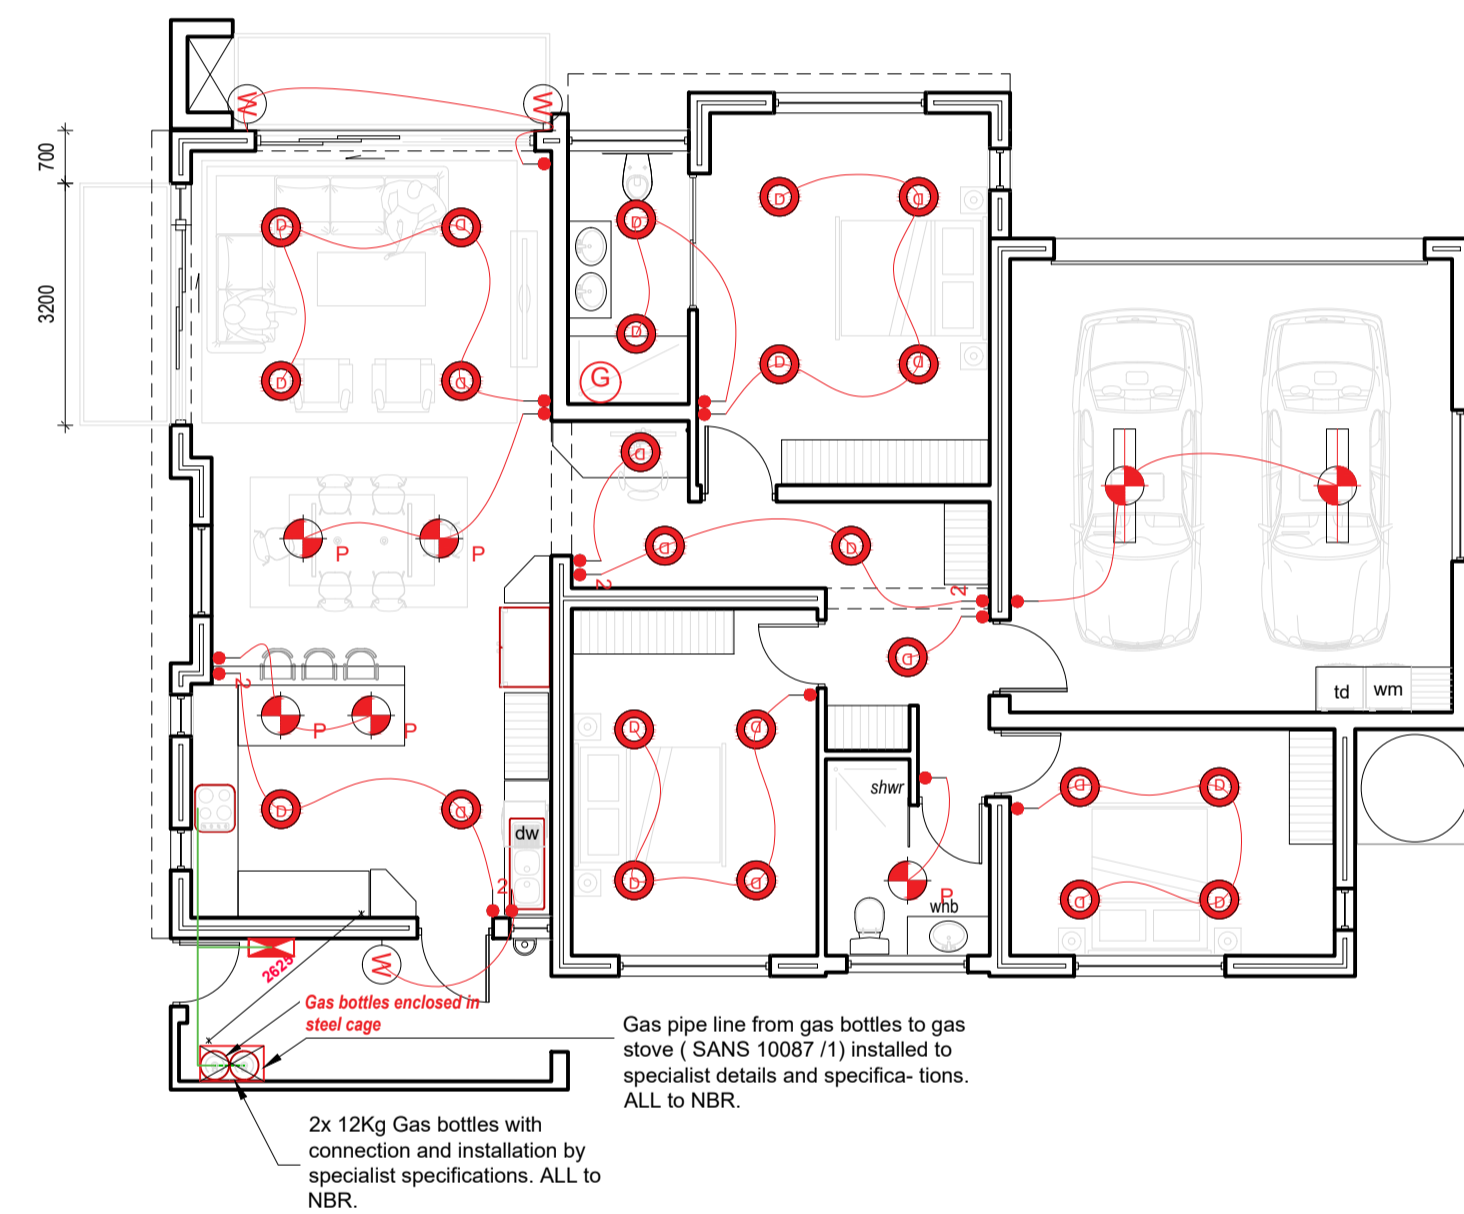 W
W
700
D
D
D
D
D
3200
D
D
D
D
D
G
D
D
D
P
P
2
2
D
2
td
wm
P
P
D
D
shwr
D
D
D
D
dw
2
D
D
P
whb
D
D
W
2625
Gas bottles enclosed in
steel cage
Gas pipe line from gas bottles to gas
stove ( SANS 10087 /1) installed to
specialist details and specifica- tions.
ALL to NBR.
2x 12Kg Gas bottles with
connection and installation by
specialist specifications. ALL to
NBR.